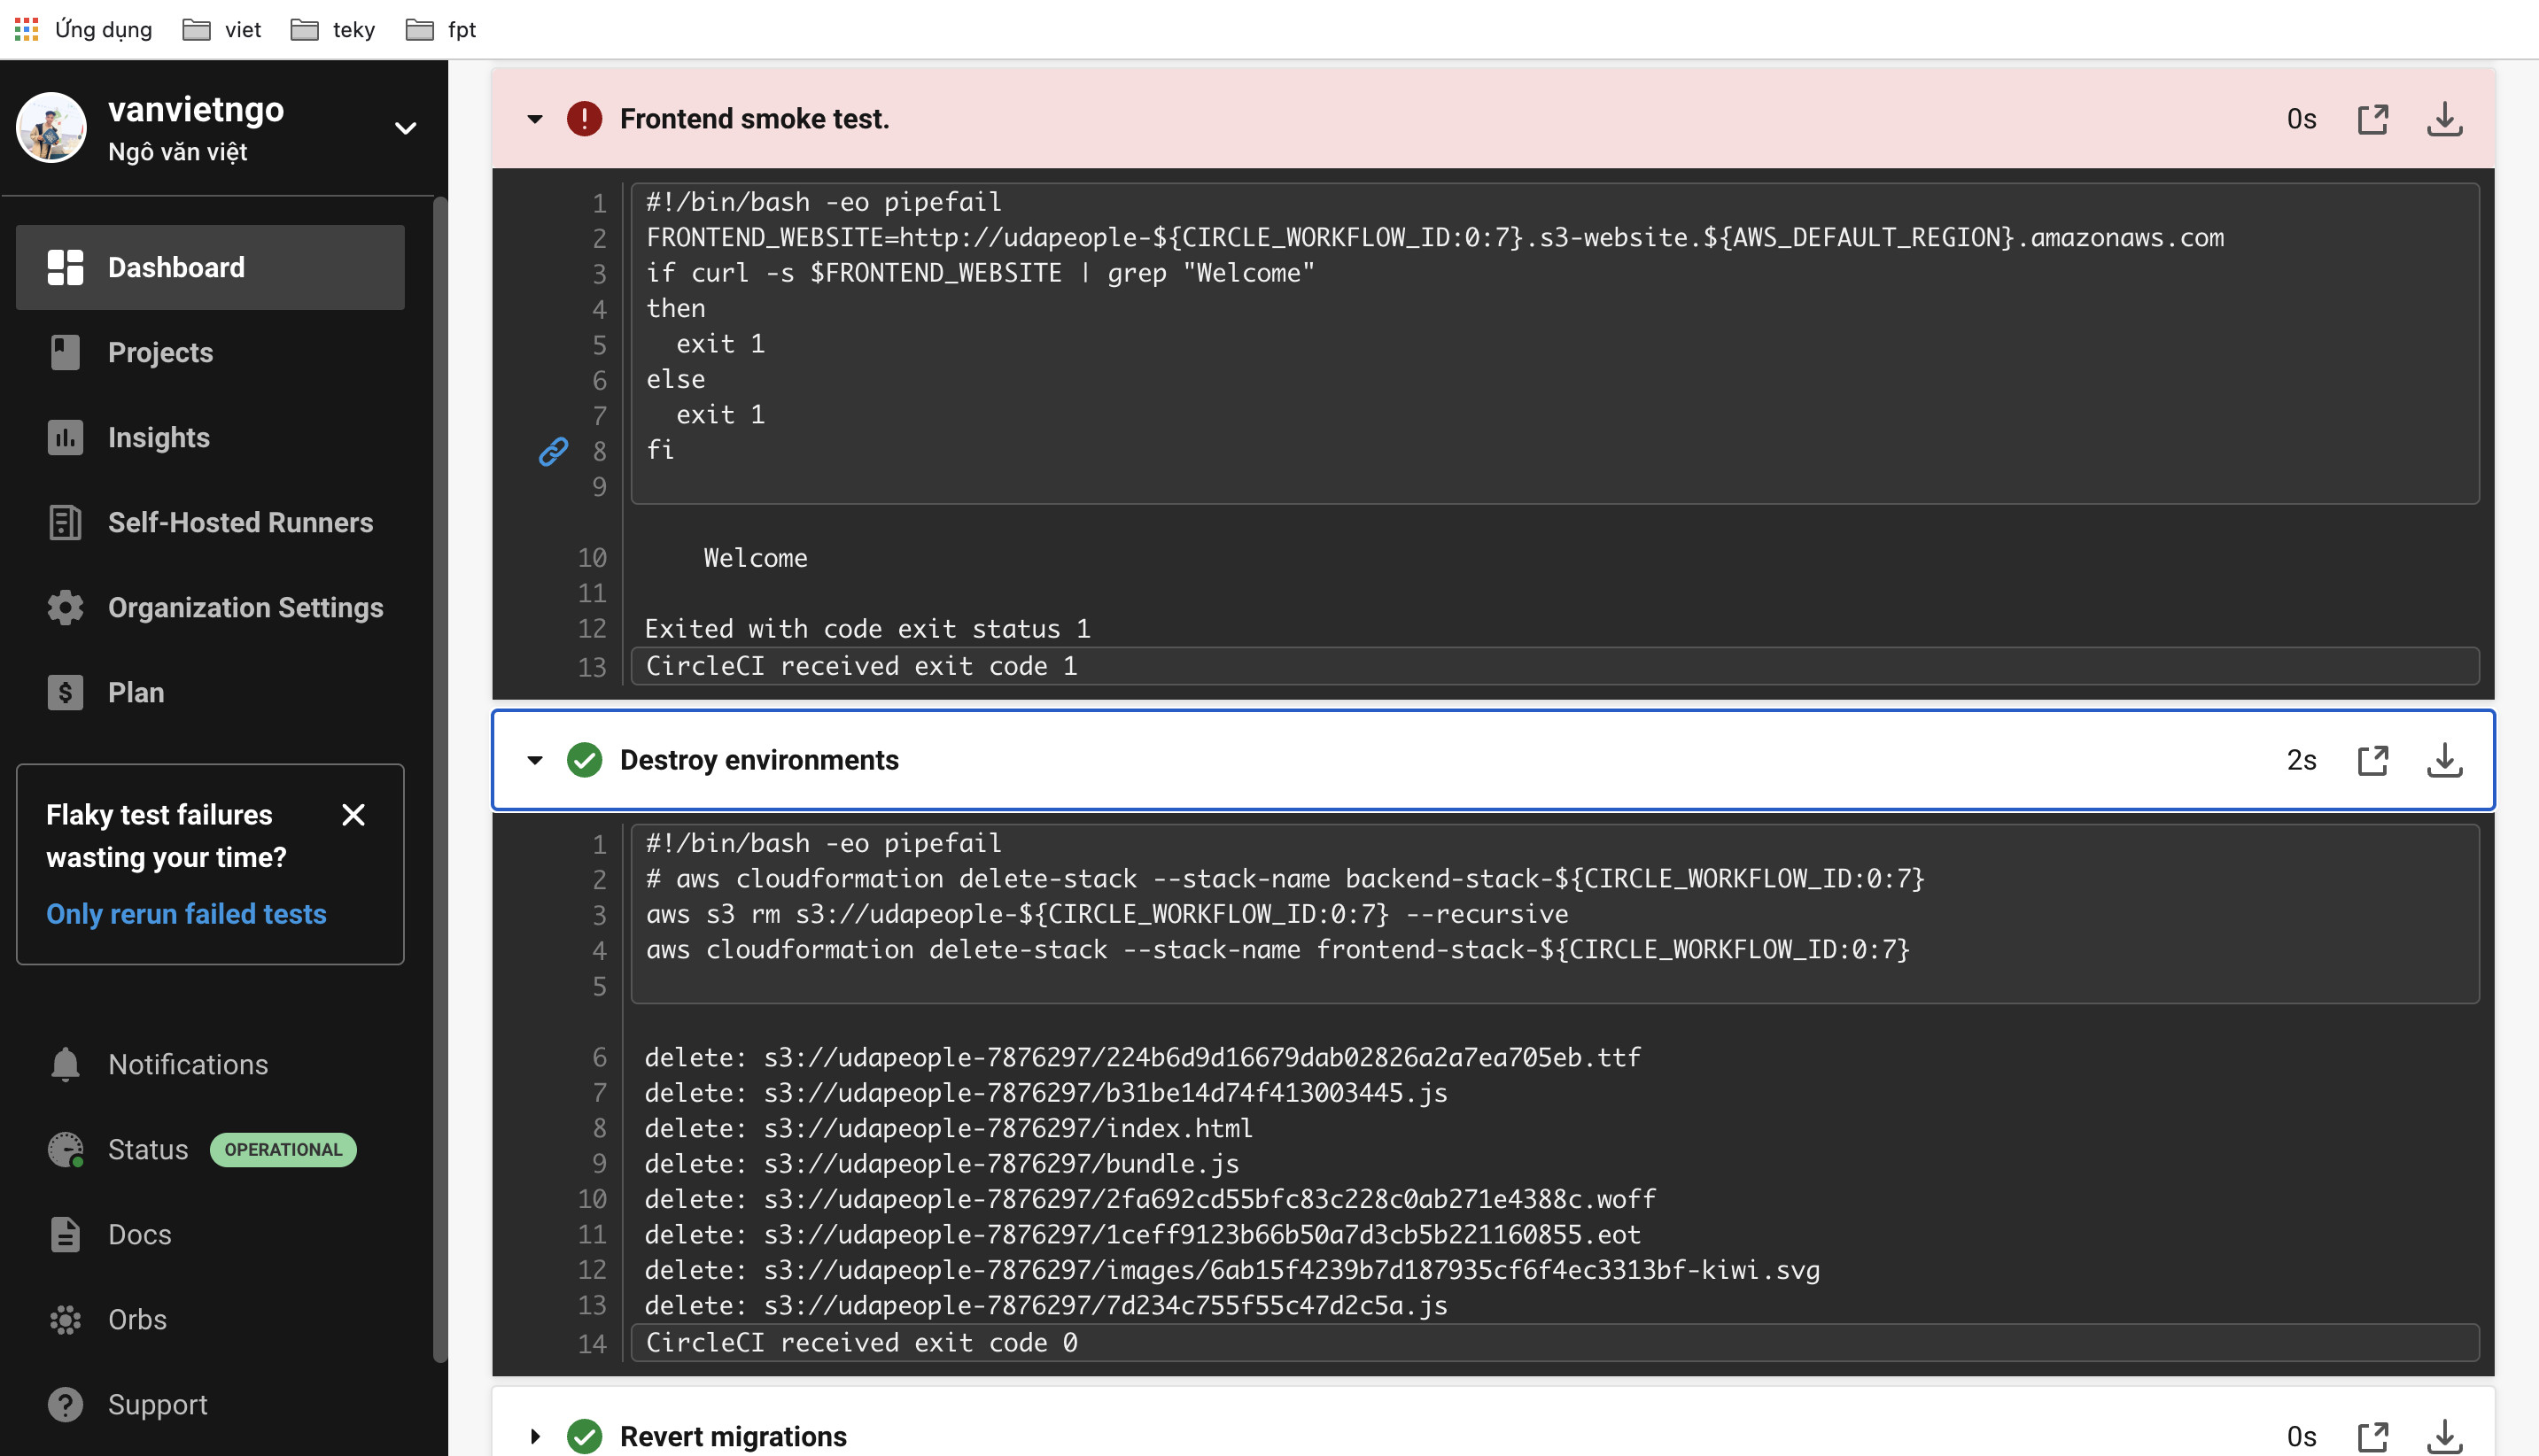 Ứng dụng viet teky fpt
vanvietngo
Ngô văn việt
Dashboard
Projects
Insights
Self-Hosted Runners
Organization Settings
Plan
Flaky test failures
wasting your time?
Only rerun failed tests
Notifications
Status OPERATIONAL
Docs
Orbs
Support
Frontend smoke test. 0s
1 #!/bin/bash -eo pipefail
2 FRONTEND_WEBSITE=http://udapeople-${CIRCLE_WORKFLOW_ID:0:7}.s3-website.${AWS_DEFAULT_REGION}.amazonaws.com
3 if curl -s $FRONTEND_WEBSITE | grep "Welcome"
4 then
5 exit 1
6 else
7 exit 1
8 fi
9
10 Welcome
11
12 Exited with code exit status 1
13 CircleCI received exit code 1
Destroy environments 2s
1 #!/bin/bash -eo pipefail
2 # aws cloudformation delete-stack --stack-name backend-stack-${CIRCLE_WORKFLOW_ID:0:7}
3 aws s3 rm s3://udapeople-${CIRCLE_WORKFLOW_ID:0:7} --recursive
4 aws cloudformation delete-stack --stack-name frontend-stack-${CIRCLE_WORKFLOW_ID:0:7}
5
6 delete: s3://udapeople-7876297/224b6d9d16679dab02826a2a7ea705eb.ttf
7 delete: s3://udapeople-7876297/b31be14d74f413003445.js
8 delete: s3://udapeople-7876297/index.html
9 delete: s3://udapeople-7876297/bundle.js
10 delete: s3://udapeople-7876297/2fa692cd55bfc83c228c0ab271e4388c.woff
11 delete: s3://udapeople-7876297/1ceff9123b66b50a7d3cb5b221160855.eot
12 delete: s3://udapeople-7876297/images/6ab15f4239b7d187935cf6f4ec3313bf-kiwi.svg
13 delete: s3://udapeople-7876297/7d234c755f55c47d2c5a.js
14 CircleCI received exit code 0
Revert migrations 0s